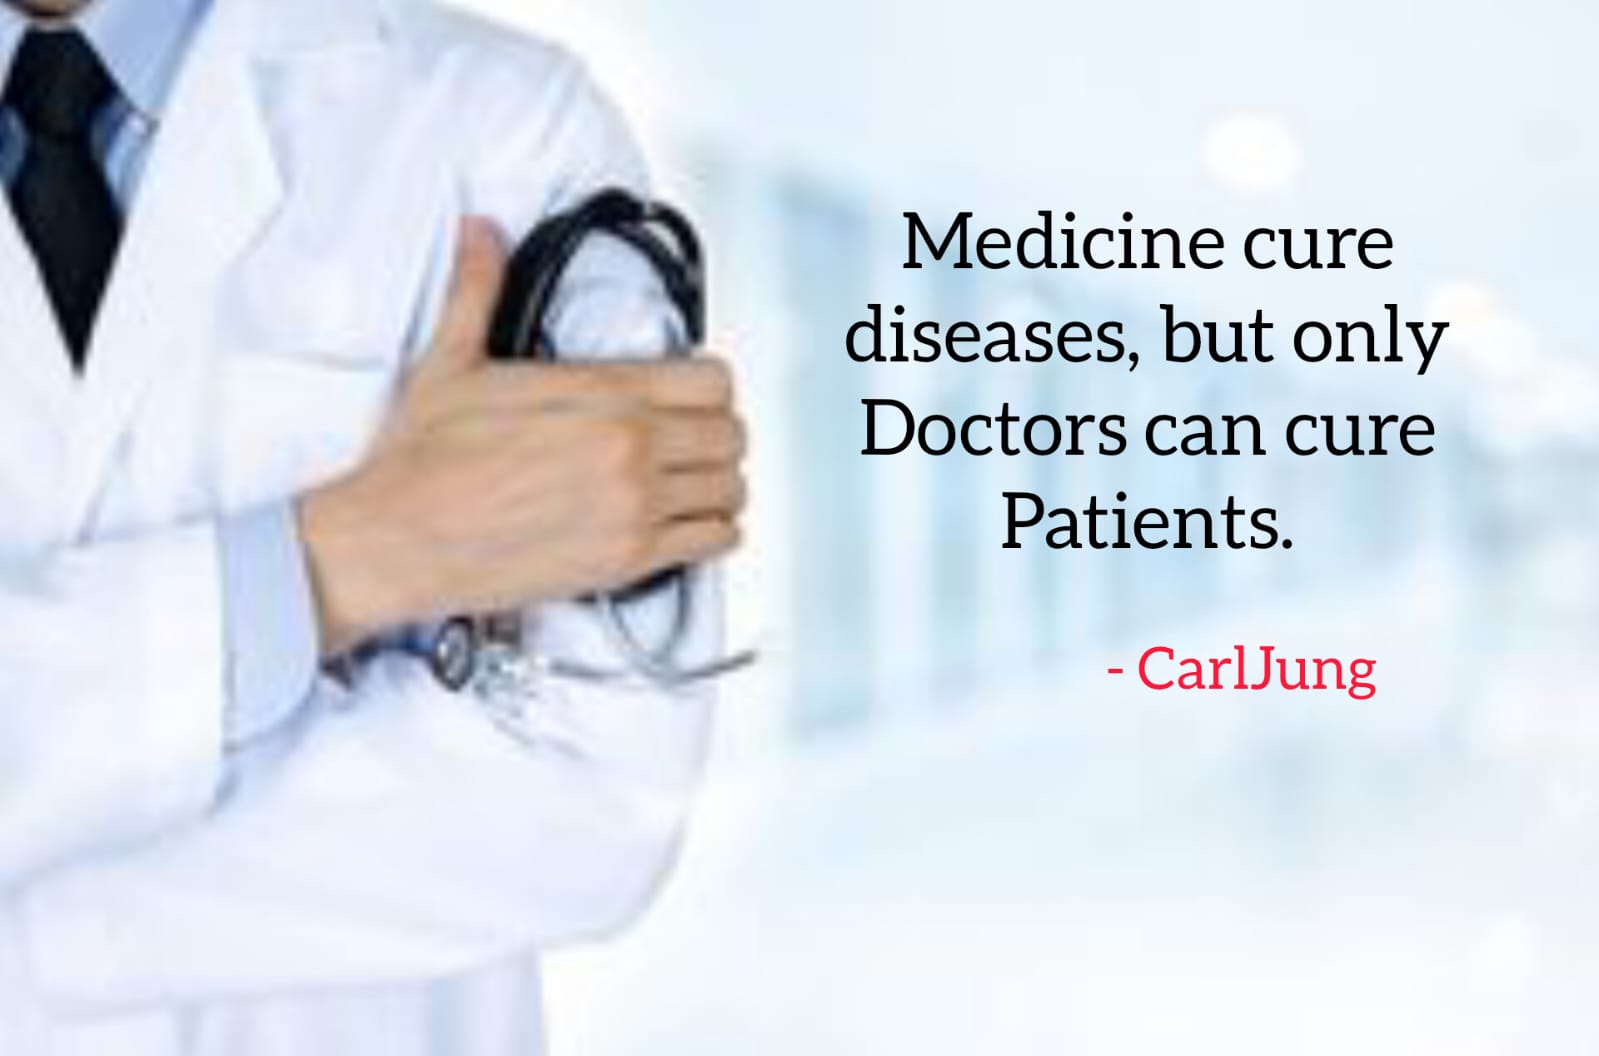 Medicine cure
diseases, but only
Doctors can cure
Patients.
- CarlJung